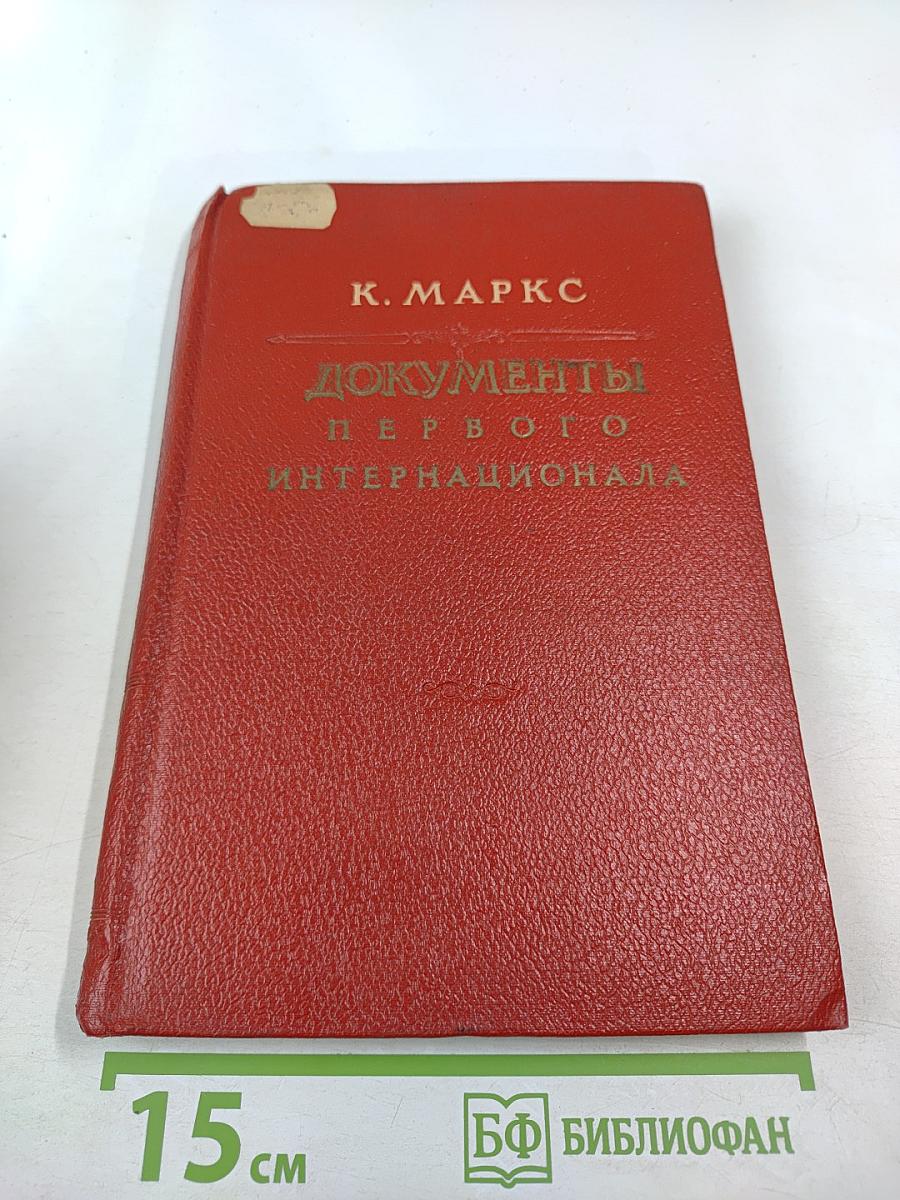 К. МАРКС
ДОКУМЕНТЫ
ПЕРВОГО
ИНТЕРНАЦИОНАЛА
15 см
БФ БИБЛИОФАН